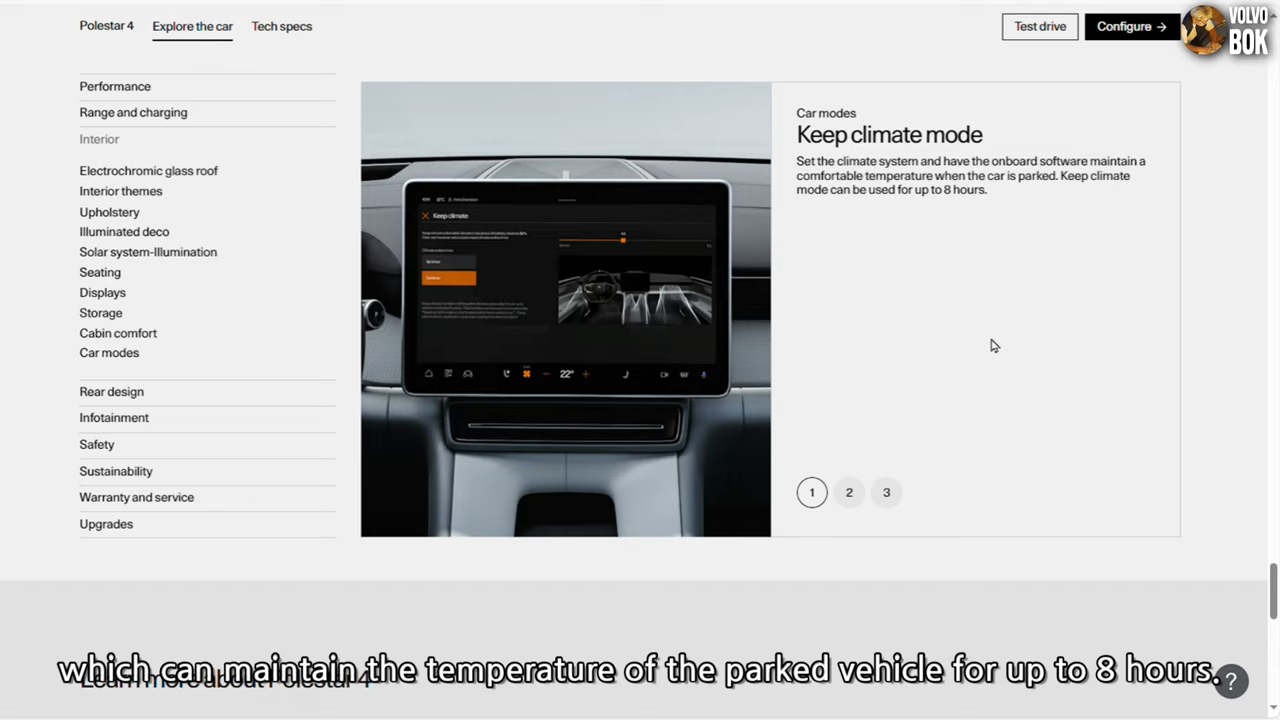 Polestar 4
Explore the car
Tech specs
Test drive
Configure →
VOLVO
BOK
Performance
Range and charging
Interior
Electrochromic glass roof
Interior themes
Upholstery
Illuminated deco
Solar system-Illumination
Seating
Displays
Storage
Cabin comfort
Car modes
Rear design
Infotainment
Safety
Sustainability
Warranty and service
Upgrades
Keep climate
22°
Car modes
Keep climate mode
Set the climate system and have the onboard software maintain a
comfortable temperature when the car is parked. Keep climate
mode can be used for up to 8 hours.
1
2
3
Learn more about Polestar 4
which can maintain the temperature of the parked vehicle for up to 8 hours.
?